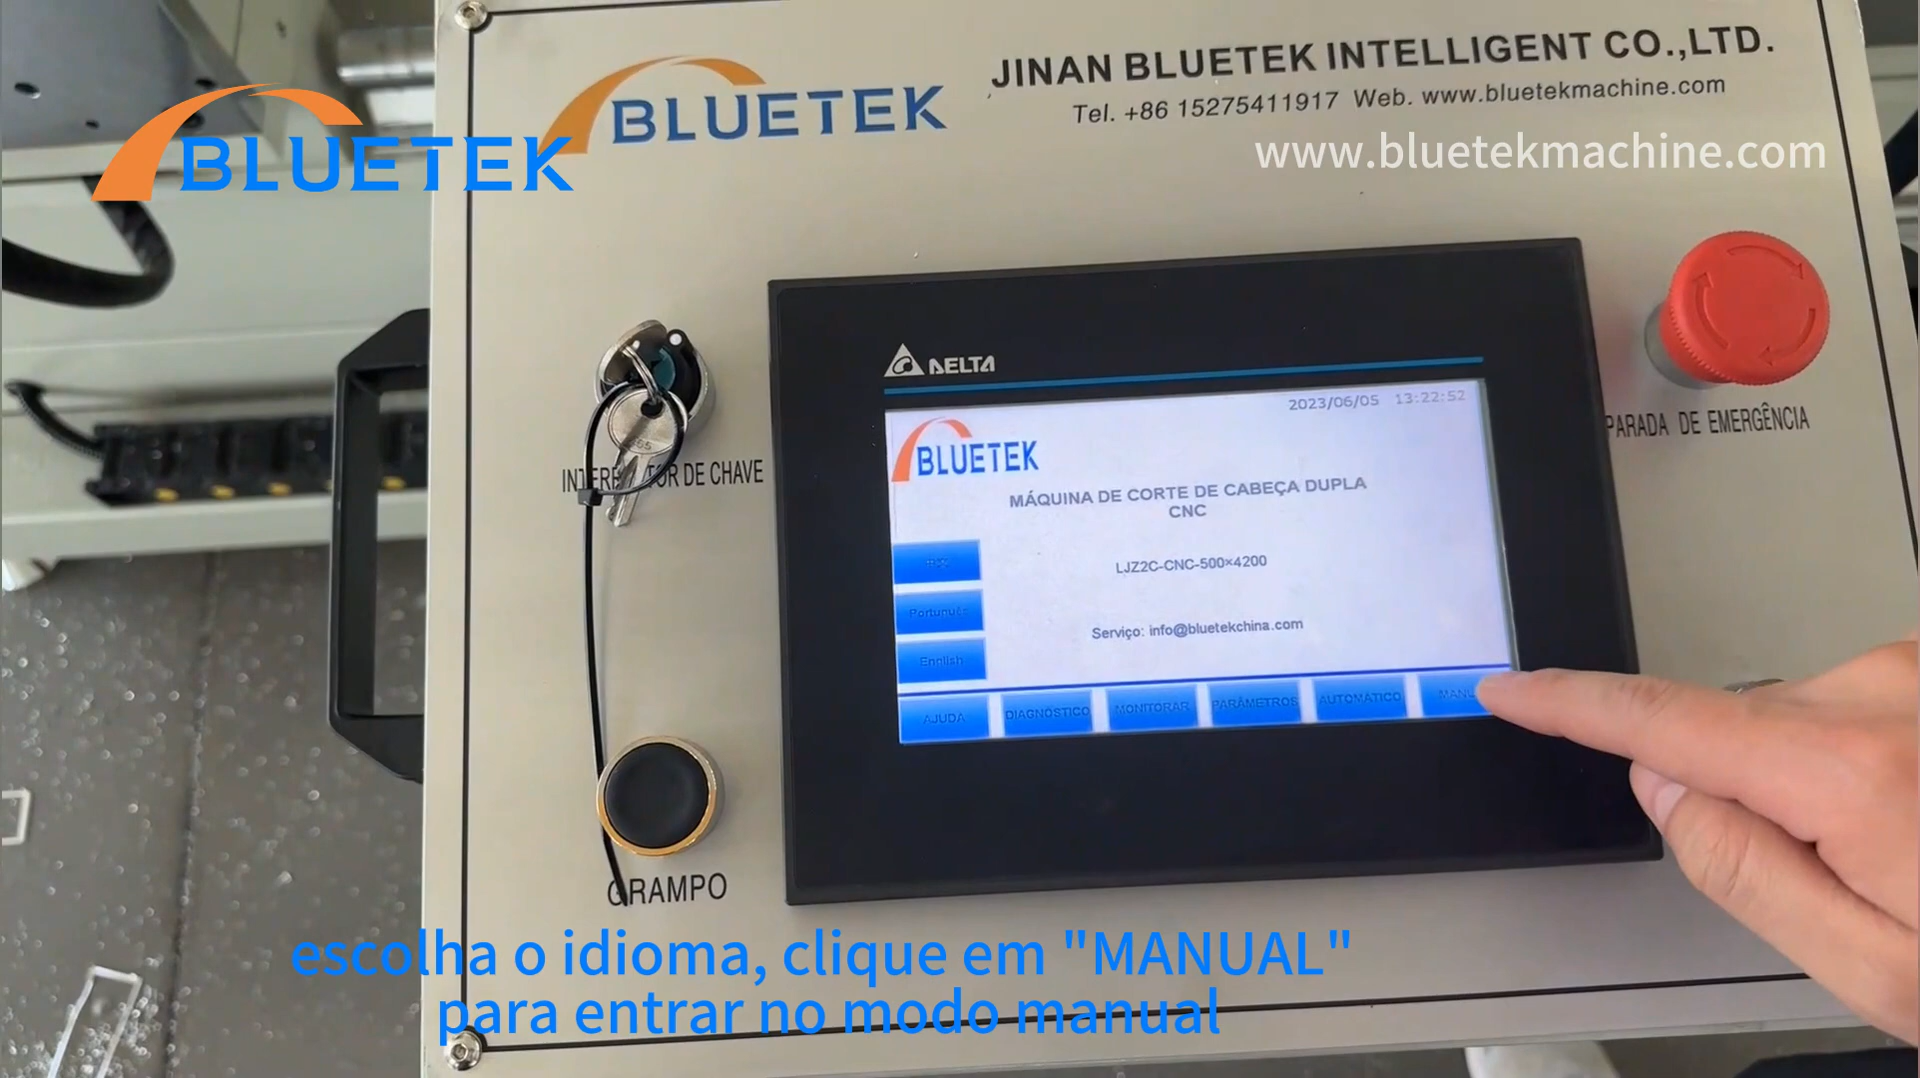 BLUETEK
JINAN BLUETEK INTELLIGENT CO.,LTD.
Tel. +86 15275411917 Web. www.bluetekmachine.com
BLUETEK
www.bluetekmachine.com
DELTA
2023/06/05 13:22:52
BLUETEK
MÁQUINA DE CORTE DE CABEÇA DUPLA
CNC
LJZ2C-CNC-500×4200
Português
Serviço: info@bluetekchina.com
English
AJUDA DIAGNÓSTICO MONITORAR PARÂMETROS AUTOMÁTICO
PARADA DE EMERGÊNCIA
DE CHAVE
GRAMPO
escolha o idioma, clique em "MANUAL"
para entrar no modo manual